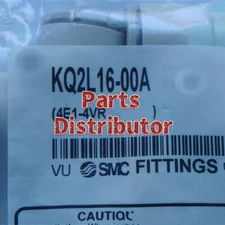 KQ2L16-00A
(4E1-4VR )
Parts
Distributor
VU SMC FITTINGS
CAUTION